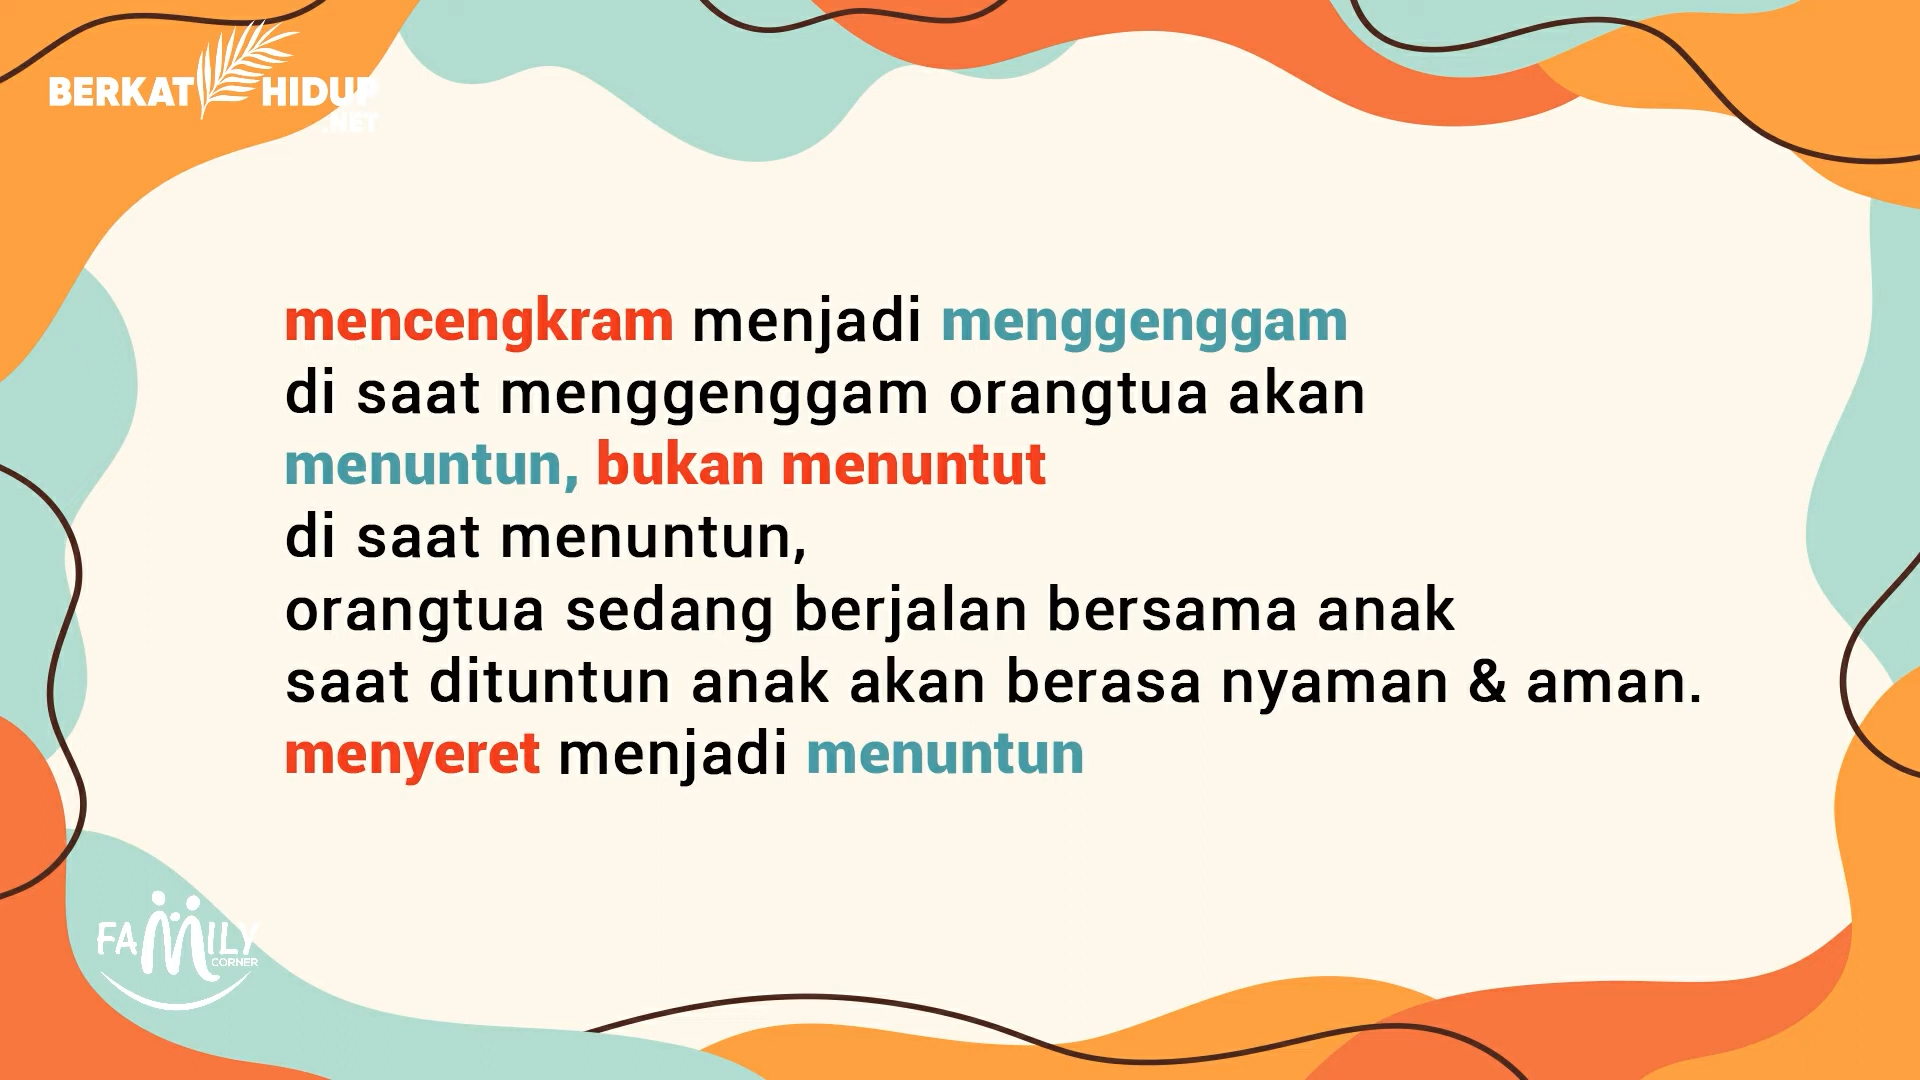 BERKAT HIDUP
.NET
mencengkram menjadi menggenggam
di saat menggenggam orangtua akan
menuntun, bukan menuntut
di saat menuntun,
orangtua sedang berjalan bersama anak
saat dituntun anak akan berasa nyaman & aman.
menyeret menjadi menuntun
FAMILY
CORNER